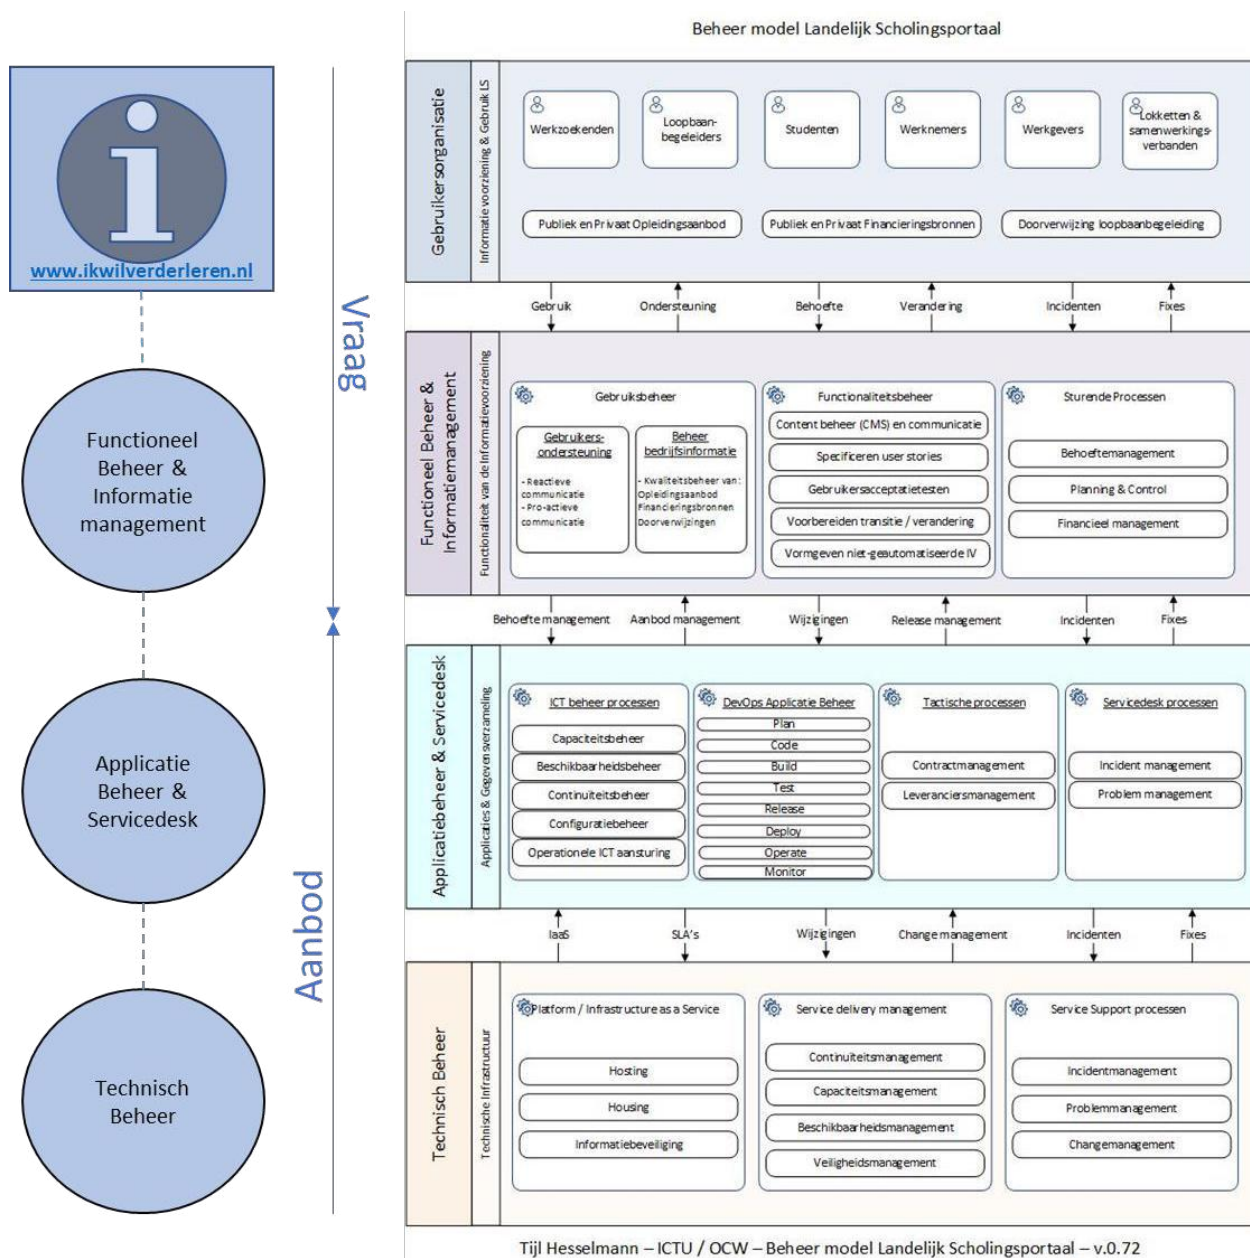 Beheer model Landelijk Scholingsportaal
www.ikwilverderleren.nl
Functioneel
Beheer &
Informatie
management
Applicatie
Beheer &
Servicedesk
Technisch
Beheer
Vraag
Aanbod
Gebruikersorganisatie
Informatievoorziening & Gebruik LS
Werkzoekenden
Loopbaan-
begeleiders
Studenten
Werknemers
Werkgevers
Lokketten &
samenwerkings-
verbanden
Publiek en Privaat Opleidingsaanbod
Publiek en Privaat Financieringsbronnen
Doorverwijzing loopbaanbegeleiding
Gebruik
Ondersteuning
Behoefte
Verandering
Incidenten
Fixes
Functioneel Beheer &
Informatiemanagement
Functionaliteit van de Informatievoorziening
Gebruiksbeheer
Gebruikers-
ondersteuning
- Reactieve
communicatie
- Pro-actieve
communicatie
Beheer
bedrijfsinformatie
- Kwaliteitsbeheer van:
Opleidingsaanbod
Financieringsbronnen
Doorverwijzingen
Functionaliteitsbeheer
Content beheer (CMS) en communicatie
Specificeren user stories
Gebruikersacceptatietesten
Voorbereiden transitie / verandering
Vormgeven niet-geautomatiseerde IV
Sturende Processen
Behoeftemanagement
Planning & Control
Financieel management
Behoefte management
Aanbod management
Wijzigingen
Release management
Incidenten
Fixes
Applicatiebeheer & Servicedesk
Applicaties & Gegevensverzameling
ICT beheer processen
Capaciteitsbeheer
Beschikbaarheidsbeheer
Continuïteitsbeheer
Configuratiebeheer
Operationele ICT aansturing
DevOps Applicatie Beheer
Plan
Code
Build
Test
Release
Deploy
Operate
Monitor
Tactische processen
Contractmanagement
Leveranciersmanagement
Servicedesk processen
Incident management
Problem management
IaaS
SLA's
Wijzigingen
Change management
Incidenten
Fixes
Technisch Beheer
Technische Infrastructuur
Platform / Infrastructure as a Service
Hosting
Housing
Informatiebeveiliging
Service delivery management
Continuïteitsmanagement
Capaciteitsmanagement
Beschikbaarheidsmanagement
Veiligheidsmanagement
Service Support processen
Incidentmanagement
Problemmanagement
Changemanagement
Tijl Hesselmann – ICTU / OCW – Beheer model Landelijk Scholingsportaal – v.0.72